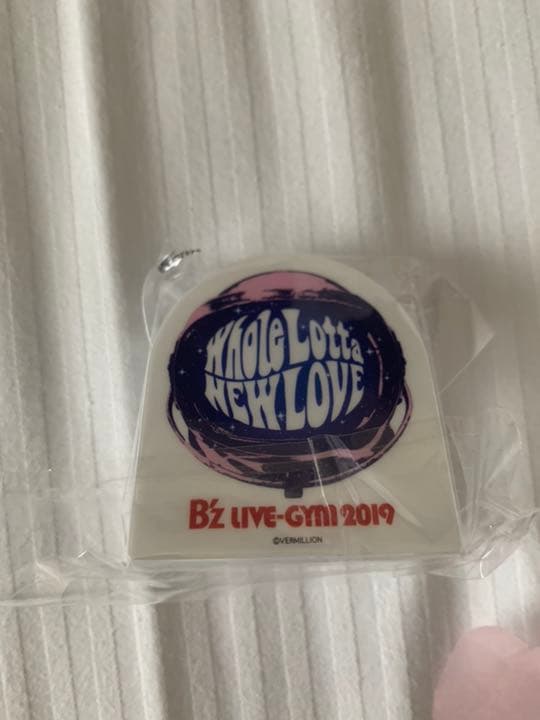 Whole Lotta
NEW LOVE
B'z LIVE-GYM 2019
©VERMILLION